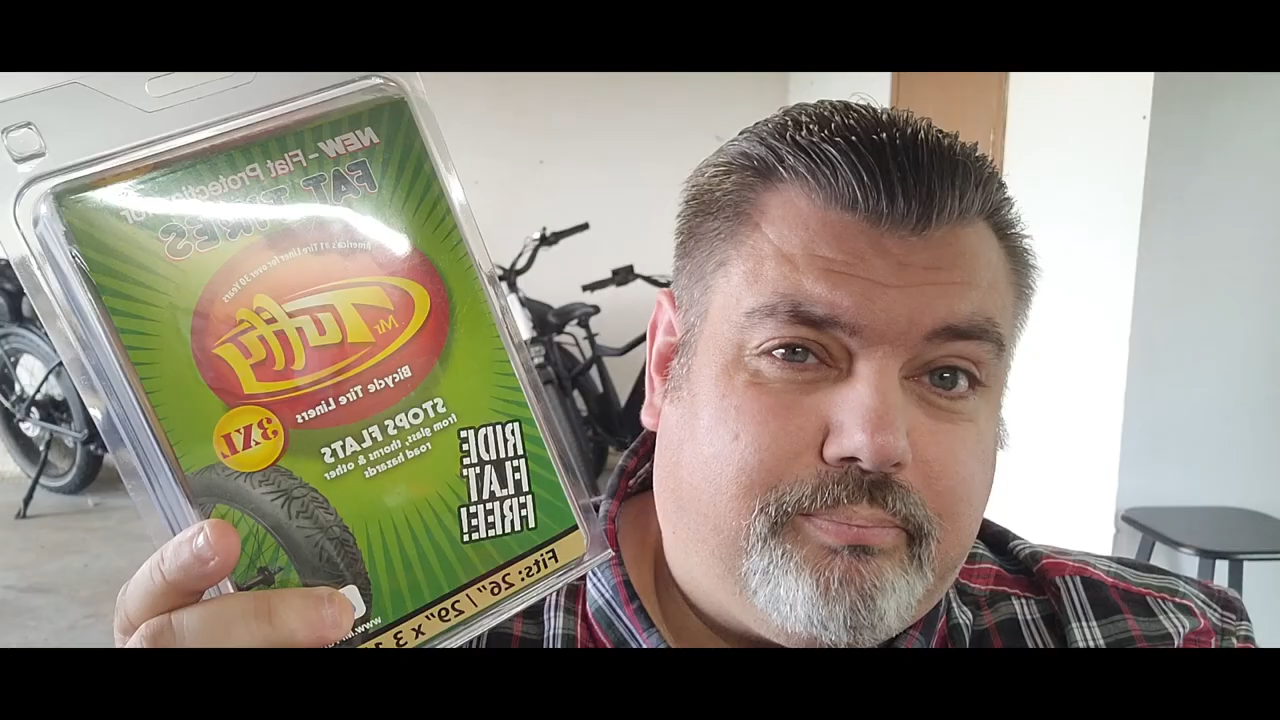 NEW - Flat Protection for
FAT TIRES
America's #1 Tire Liner for over 30 Years
Mr Tuffy
Bicycle Tire Liners
3XL
STOPS FLATS
from glass, thorns & other
road hazards
RIDE
FLAT
FREE!
Fits: 26" / 29" x 3
www.